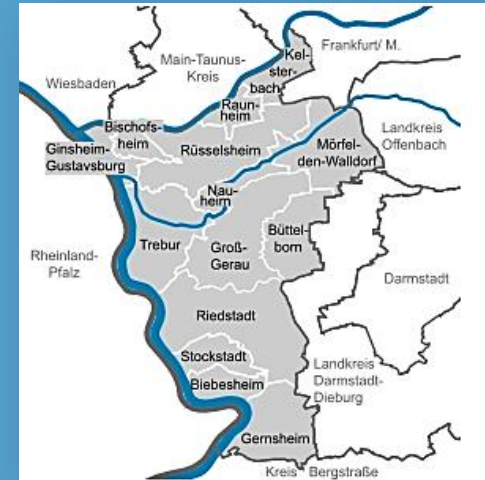 Frankfurt/ M.
Main-Taunus-
Kreis
Kel-
ster-
bach
Wiesbaden
Raun-
heim
Bischofs-
heim
Landkreis
Offenbach
Ginsheim-
Gustavsburg
Rüsselsheim
Mörfel-
den-Walldorf
Nau-
heim
Rheinland-
Pfalz
Trebur
Groß-
Gerau
Büttel-
born
Darmstadt
Riedstadt
Stockstadt
Landkreis
Darmstadt-
Dieburg
Biebesheim
Gernsheim
Kreis Bergstraße